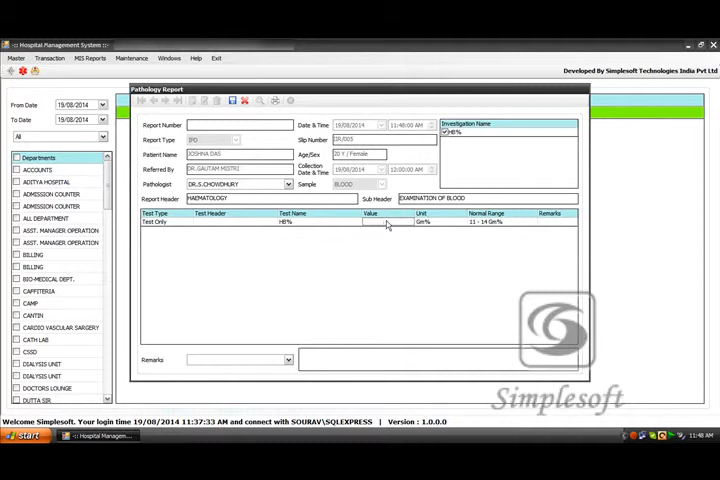 -:: Hospital Management System ::-
Master Transaction MIS Reports Maintenance Windows Help Exit
Developed By Simplesoft Technologies India Pvt Ltd
Pathology Report
From Date 19/08/2014
To Date 19/08/2014
All
Departments
ACCOUNTS
ADITYA HOSPITAL
ADMISSION COUNTER
ADMISSION COUNTER
ALL DEPARTMENT
ASST. MANAGER OPERATION
ASST. MANAGER OPERATION
BILLING
BILLING
BIO-MEDICAL DEPT.
CAFFITERIA
CAMP
CANTIN
CARDIO VASCULAR SURGERY
CATH LAB
CSSD
DIALYSIS UNIT
DIALYSIS UNIT
DOCTORS LOUNGE
DUTTA SIR
Report Number Date & Time 19/08/2014 11:48:00 AM
Report Type IPD Slip Number IIR/005
Patient Name JOSHNA DAS Age/Sex 20 Y / Female
Referred By DR.GAUTAM MISTRI Collection Date & Time 19/08/2014 12:00:00 AM
Pathologist DR.S.CHOWDHURY Sample BLOOD
Report Header HAEMATOLOGY Sub Header EXAMINATION OF BLOOD
Investigation Name
HB%
Test Type Test Header Test Name Value Unit Normal Range Remarks
Test Only HB% Gm% 11 - 14 Gm%
Remarks
Simplesoft
Welcome Simplesoft. Your login time 19/08/2014 11:37:33 AM and connect with SOURAV\SQLEXPRESS | Version : 1.0.0.0
start -:: Hospital Managem... 11:48 AM